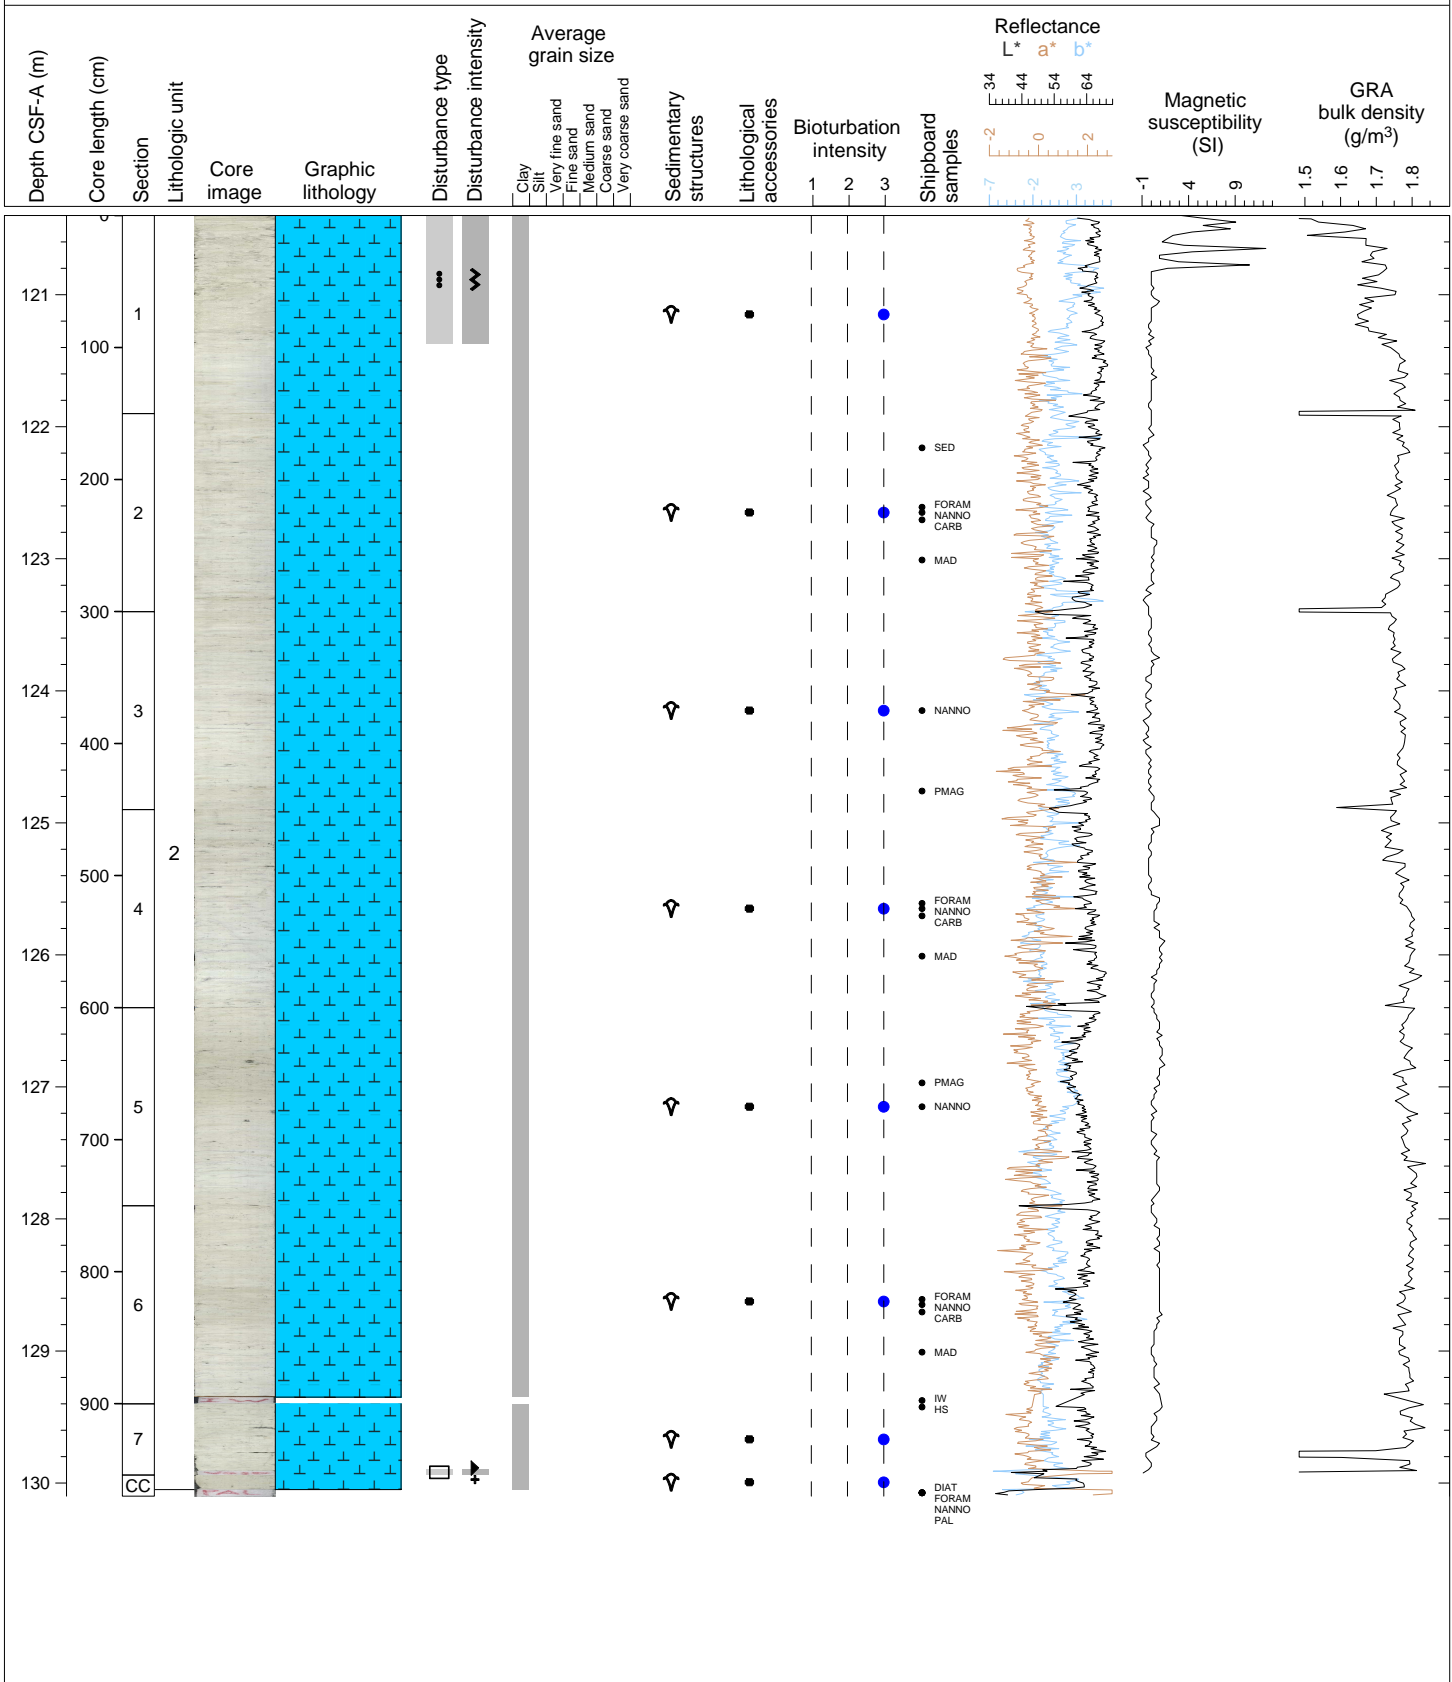 Depth CSF-A (m)
Core length (cm)
Section
Lithologic unit
Core
image
Graphic
lithology
Disturbance type
Disturbance intensity
Average
grain size
Clay
Silt
Very fine sand
Fine sand
Medium sand
Coarse sand
Very coarse sand
Sedimentary
structures
Lithological
accessories
Bioturbation
intensity
1 2 3
Shipboard
samples
Reflectance
L* a* b*
34 44 54 64
-2 0 2
-7 -2 3
Magnetic
susceptibility
(SI)
-1 4 9
GRA
bulk density
(g/m3)
1.5 1.6 1.7 1.8
0
121
1
100
122
SED
200
2
FORAM
NANNO
CARB
123
MAD
300
124
3
NANNO
400
PMAG
125
2
500
4
FORAM
NANNO
CARB
126
MAD
600
127
PMAG
5
NANNO
700
128
800
6
FORAM
NANNO
CARB
129
MAD
900
IW
HS
7
130
CC
DIAT
FORAM
NANNO
PAL